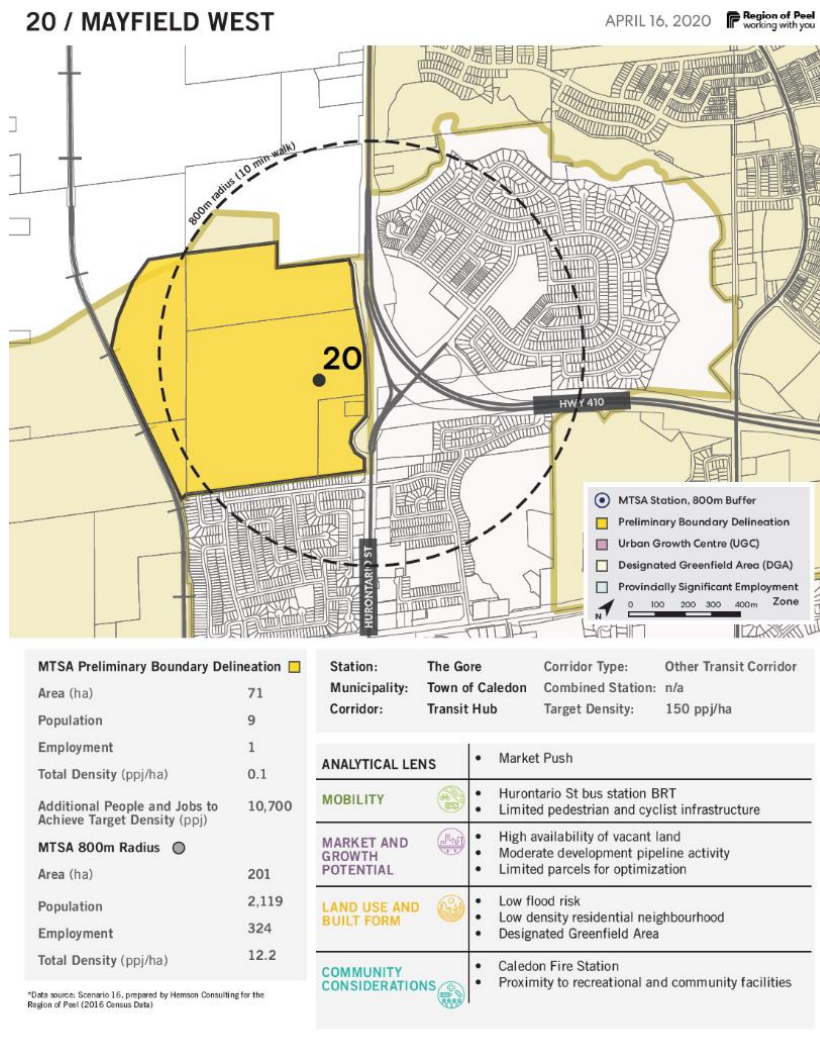 20 / MAYFIELD WEST
APRIL 16, 2020
Region of Peel
working with you
800m radius (10 min walk)
20
HWY 410
HURONTARIO ST
MTSA Station, 800m Buffer
Preliminary Boundary Delineation
Urban Growth Centre (UGC)
Designated Greenfield Area (DGA)
Provincially Significant Employment
Zone
N
0 100 200 300 400m
MTSA Preliminary Boundary Delineation
Area (ha) 71
Population 9
Employment 1
Total Density (ppj/ha) 0.1
Additional People and Jobs to 10,700
Achieve Target Density (ppj)
MTSA 800m Radius
Area (ha) 201
Population 2,119
Employment 324
Total Density (ppj/ha) 12.2
*Data source: Scenario 16, prepared by Hemson Consulting for the
Region of Peel (2016 Census Data)
Station: The Gore Corridor Type: Other Transit Corridor
Municipality: Town of Caledon Combined Station: n/a
Corridor: Transit Hub Target Density: 150 ppj/ha
ANALYTICAL LENS
• Market Push
MOBILITY
• Hurontario St bus station BRT
• Limited pedestrian and cyclist infrastructure
MARKET AND
GROWTH
POTENTIAL
• High availability of vacant land
• Moderate development pipeline activity
• Limited parcels for optimization
LAND USE AND
BUILT FORM
• Low flood risk
• Low density residential neighbourhood
• Designated Greenfield Area
COMMUNITY
CONSIDERATIONS
• Caledon Fire Station
• Proximity to recreational and community facilities